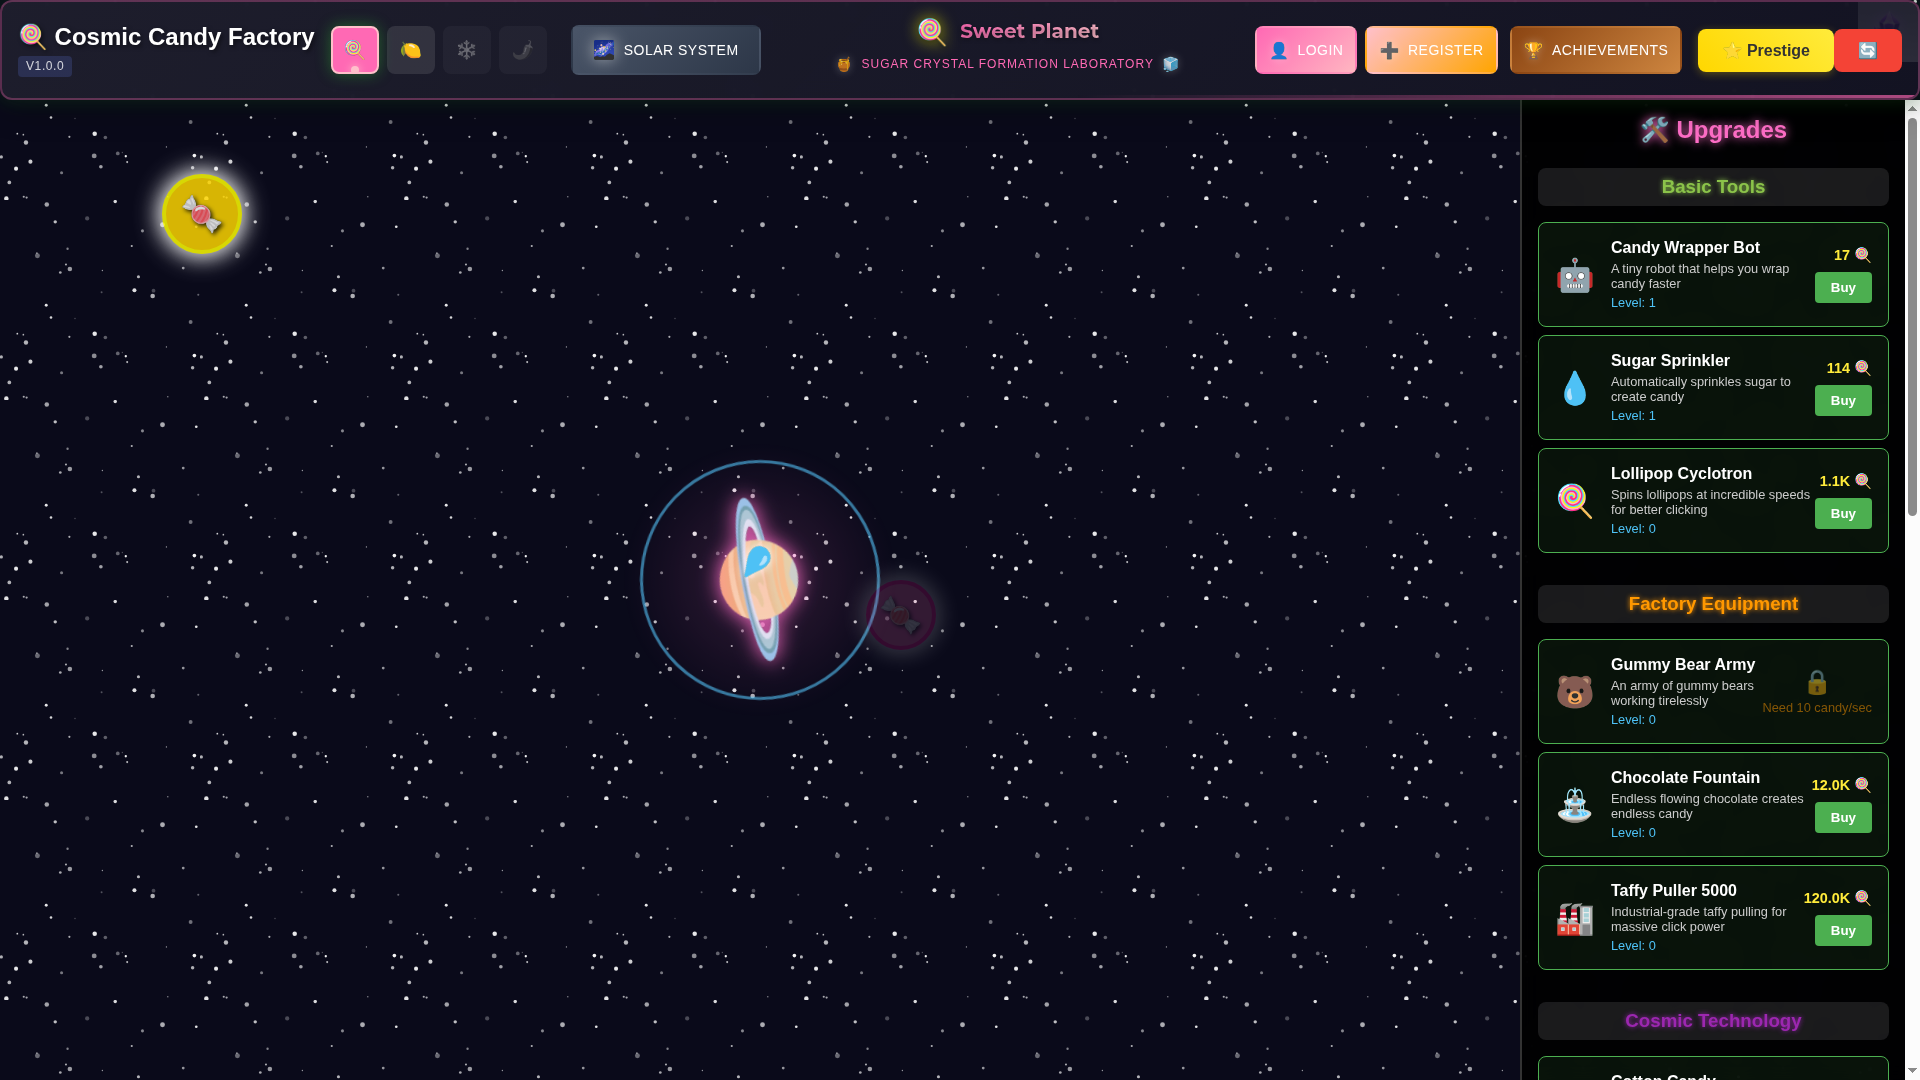 Cosmic Candy Factory
V1.0.0
SOLAR SYSTEM
Sweet Planet
SUGAR CRYSTAL FORMATION LABORATORY
LOGIN
REGISTER
ACHIEVEMENTS
Prestige
Upgrades
Basic Tools
Candy Wrapper Bot
A tiny robot that helps you wrap
candy faster
Level: 1
17
Buy
Sugar Sprinkler
Automatically sprinkles sugar to
create candy
Level: 1
114
Buy
Lollipop Cyclotron
Spins lollipops at incredible speeds
for better clicking
Level: 0
1.1K
Buy
Factory Equipment
Gummy Bear Army
An army of gummy bears
working tirelessly
Level: 0
Need 10 candy/sec
Chocolate Fountain
Endless flowing chocolate creates
endless candy
Level: 0
12.0K
Buy
Taffy Puller 5000
Industrial-grade taffy pulling for
massive click power
Level: 0
120.0K
Buy
Cosmic Technology
Cotton Candy